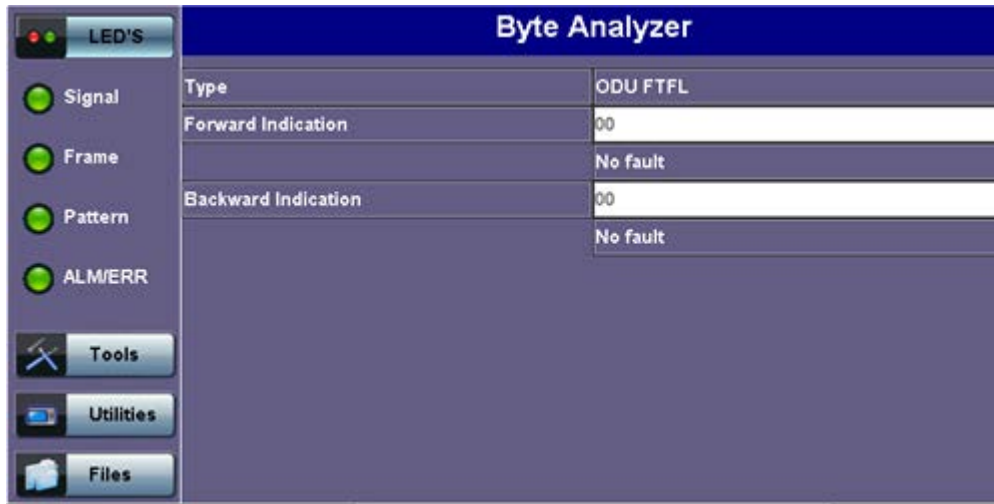 LED'S
Signal
Frame
Pattern
ALM/ERR
Tools
Utilities
Files
Byte Analyzer
Type ODU FTFL
Forward Indication 00
No fault
Backward Indication 00
No fault